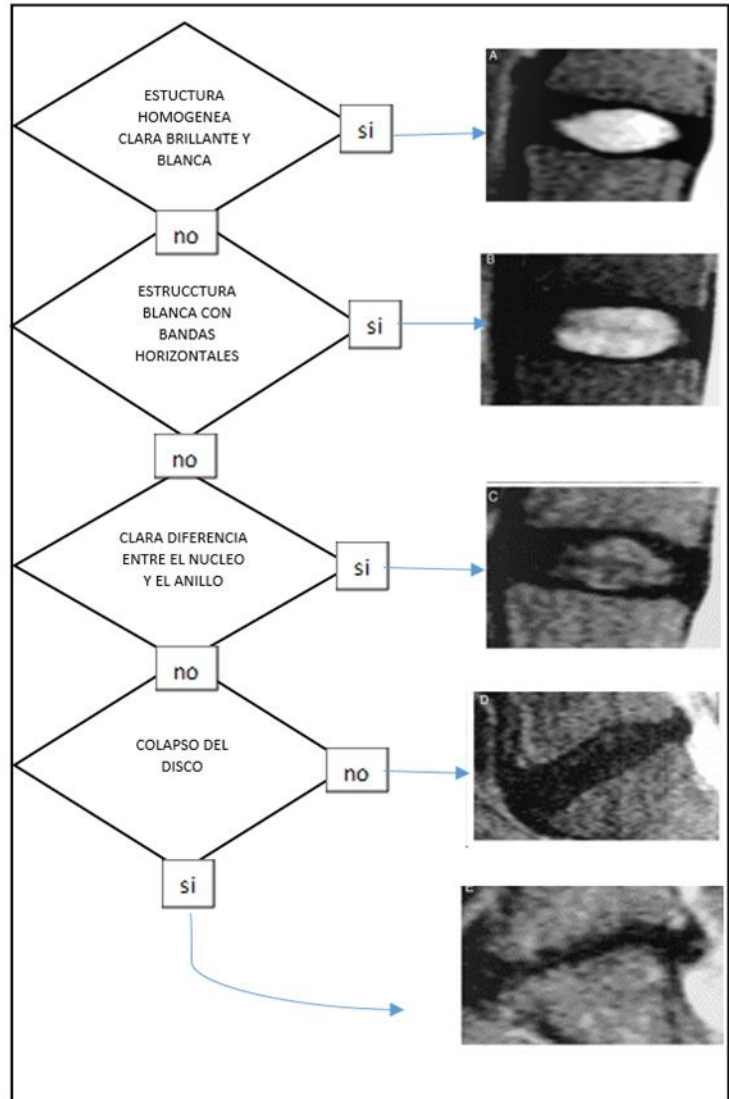 ESTUCTURA
HOMOGENEA
CLARA BRILLANTE Y
BLANCA
si
A
no
ESTRUCCTURA
BLANCA CON
BANDAS
HORIZONTALES
si
B
no
CLARA DIFERENCIA
ENTRE EL NUCLEO
Y EL ANILLO
si
C
no
COLAPSO DEL
DISCO
no
D
si
E